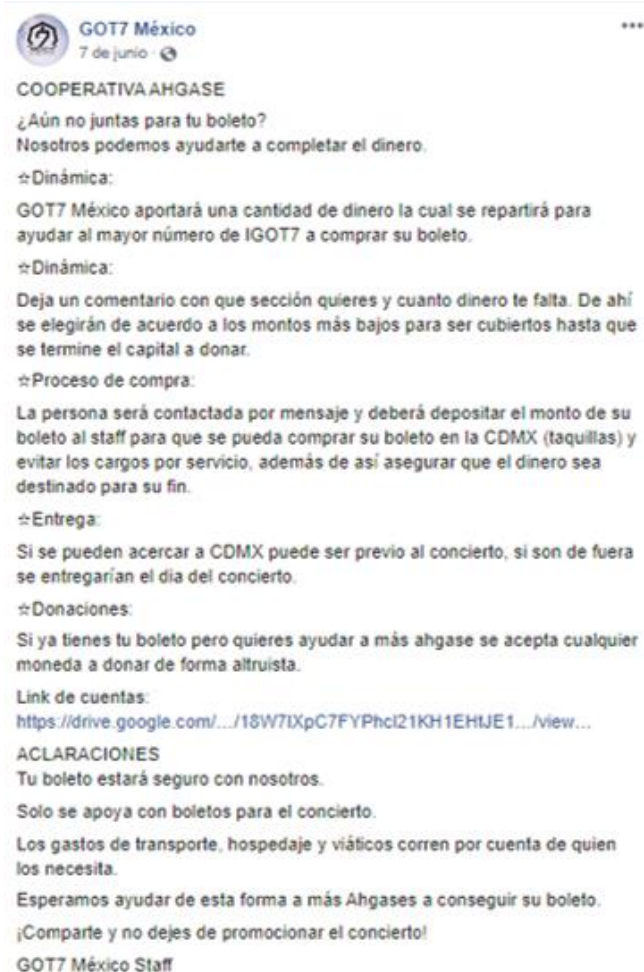 GOT7 México
7 de junio ·
COOPERATIVA AHGASE
¿Aún no juntas para tu boleto?
Nosotros podemos ayudarte a completar el dinero.
☆Dinámica:
GOT7 México aportará una cantidad de dinero la cual se repartirá para
ayudar al mayor número de IGOT7 a comprar su boleto.
☆Dinámica:
Deja un comentario con que sección quieres y cuanto dinero te falta. De ahí
se elegirán de acuerdo a los montos más bajos para ser cubiertos hasta que
se termine el capital a donar.
☆Proceso de compra:
La persona será contactada por mensaje y deberá depositar el monto de su
boleto al staff para que se pueda comprar su boleto en la CDMX (taquillas) y
evitar los cargos por servicio, además de así asegurar que el dinero sea
destinado para su fin.
☆Entrega:
Si se pueden acercar a CDMX puede ser previo al concierto, si son de fuera
se entregarían el dia del concierto.
☆Donaciones:
Si ya tienes tu boleto pero quieres ayudar a más ahgase se acepta cualquier
moneda a donar de forma altruista.
Link de cuentas:
https://drive.google.com/.../18W7IXpC7FYPhcI21KH1EHtJE1.../view...
ACLARACIONES
Tu boleto estará seguro con nosotros.
Solo se apoya con boletos para el concierto.
Los gastos de transporte, hospedaje y viáticos corren por cuenta de quien
los necesita.
Esperamos ayudar de esta forma a más Ahgases a conseguir su boleto.
¡Comparte y no dejes de promocionar el concierto!
GOT7 México Staff